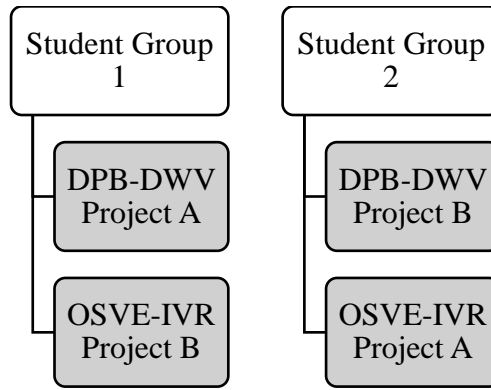 Student Group
1
DPB-DWV
Project A
OSVE-IVR
Project B
Student Group
2
DPB-DWV
Project B
OSVE-IVR
Project A